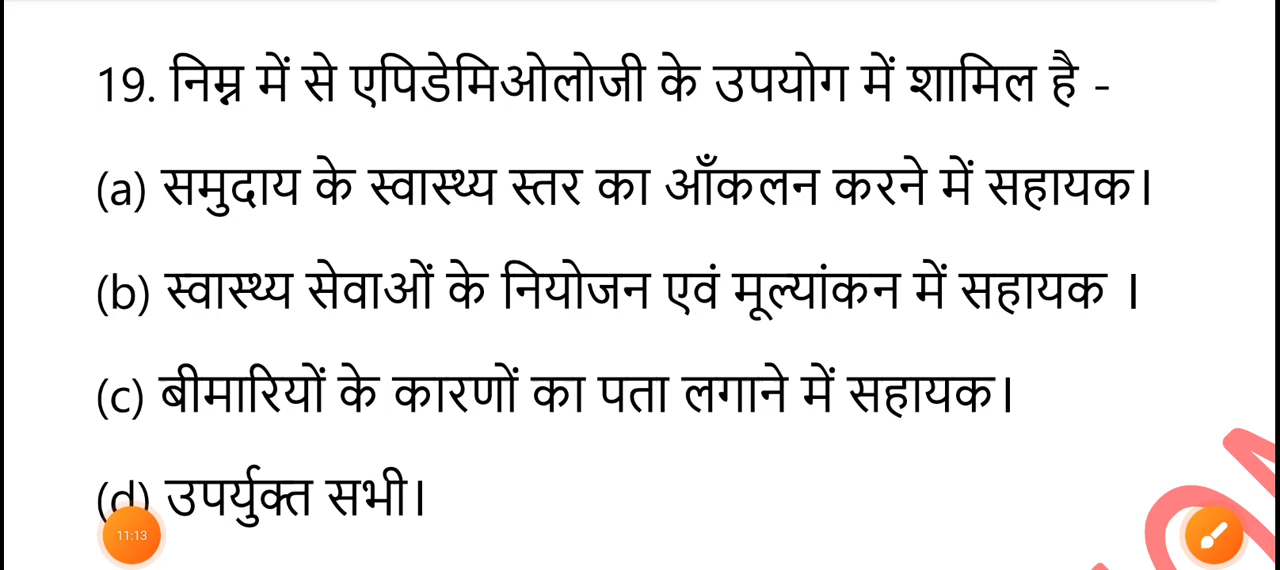 19. निम्न में से एपिडेमिओलोजी के उपयोग में शामिल है -
(a) समुदाय के स्वास्थ्य स्तर का आँकलन करने में सहायक।
(b) स्वास्थ्य सेवाओं के नियोजन एवं मूल्यांकन में सहायक ।
(c) बीमारियों के कारणों का पता लगाने में सहायक।
(d) उपर्युक्त सभी।
11:13